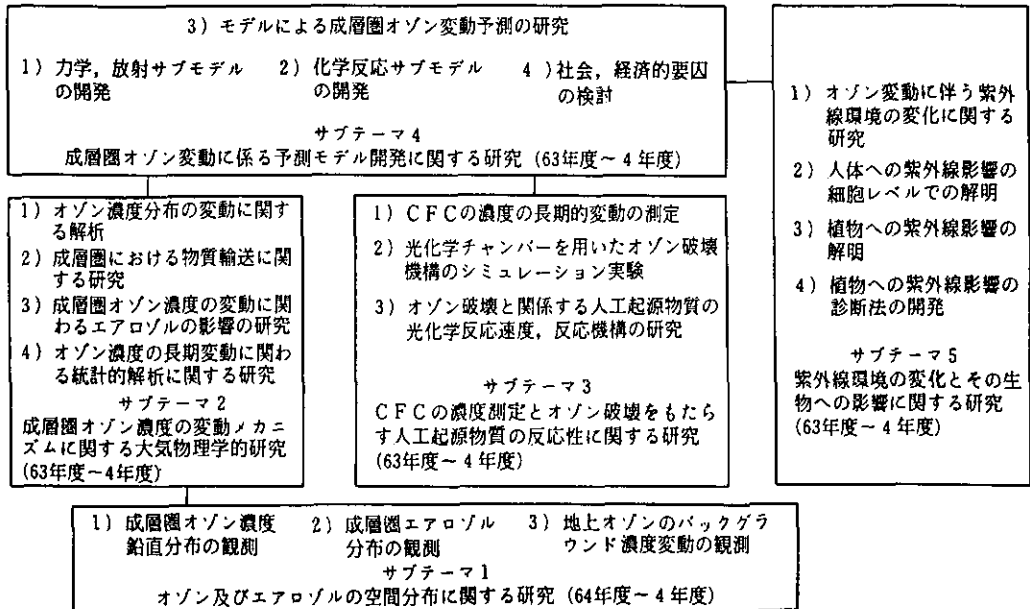 3) モデルによる成層圏オゾン変動予測の研究
1) 力学，放射サブモデルの開発
2) 化学反応サブモデルの開発
4) 社会，経済的要因の検討
サブテーマ4
成層圏オゾン変動に係る予測モデル開発に関する研究 (63年度～4年度)
1) オゾン濃度分布の変動に関す
る解析
2) 成層圏における物質輸送に関
する研究
3) 成層圏オゾン濃度の変動に関
わるエアロゾルの影響の研究
4) オゾン濃度の長期変動に関わ
る統計的解析に関する研究
サブテーマ2
成層圏オゾン濃度の変動メカニ
ズムに関する大気物理学的研究
(63年度～4年度)
1) CFCの濃度の長期的変動の測定
2) 光化学チャンバーを用いたオゾン破壊
機構のシミュレーション実験
3) オゾン破壊と関係する人工起源物質の
光化学反応速度，反応機構の研究
サブテーマ3
CFCの濃度測定とオゾン破壊をもたら
す人工起源物質の反応性に関する研究
(63年度～4年度)
1) オゾン変動に伴う紫外
線環境の変化に関する
研究
2) 人体への紫外線影響の
細胞レベルでの解明
3) 植物への紫外線影響の
解明
4) 植物への紫外線影響の
診断法の開発
サブテーマ5
紫外線環境の変化とその生
物への影響に関する研究
(63年度～4年度)
1) 成層圏オゾン濃度
鉛直分布の観測
2) 成層圏エアロゾル
分布の観測
3) 地上オゾンのバックグラ
ウンド濃度変動の観測
サブテーマ1
オゾン及びエアロゾルの空間分布に関する研究 (64年度～4年度)